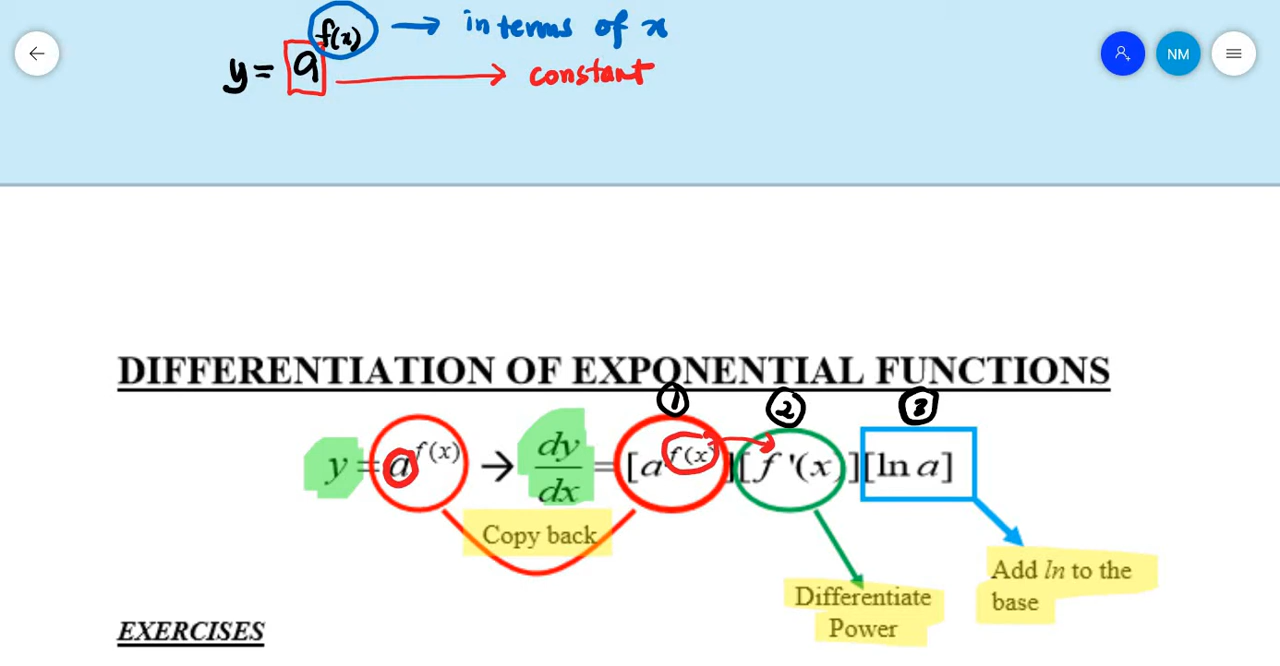 f(x) → in terms of x
y = a → constant
NM
DIFFERENTIATION OF EXPONENTIAL FUNCTIONS
① ② ③
y = a^f(x) → dy/dx = [a^f(x)][f '(x)][ln a]
Copy back
Add ln to the
base
Differentiate
Power
EXERCISES